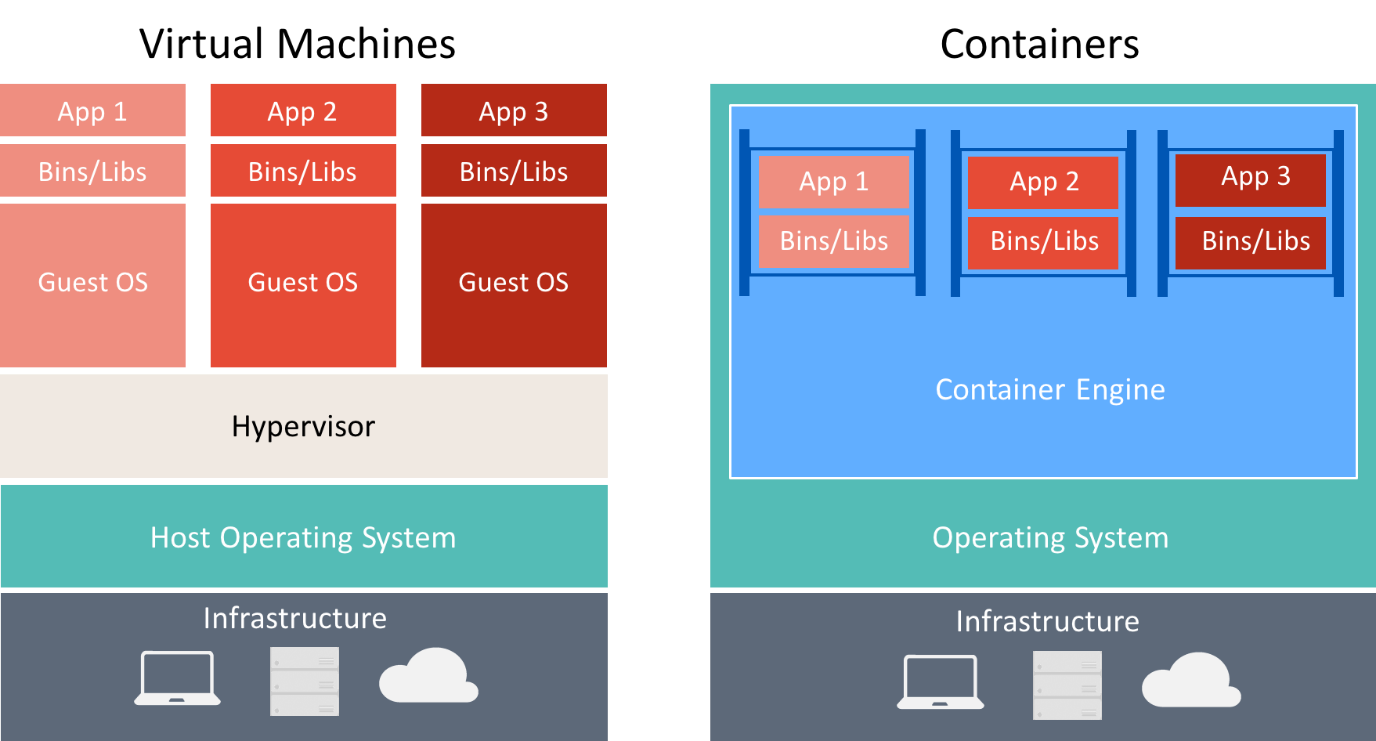 Virtual Machines
App 1
App 2
App 3
Bins/Libs
Bins/Libs
Bins/Libs
Guest OS
Guest OS
Guest OS
Hypervisor
Host Operating System
Infrastructure
Containers
App 1
App 2
App 3
Bins/Libs
Bins/Libs
Bins/Libs
Container Engine
Operating System
Infrastructure